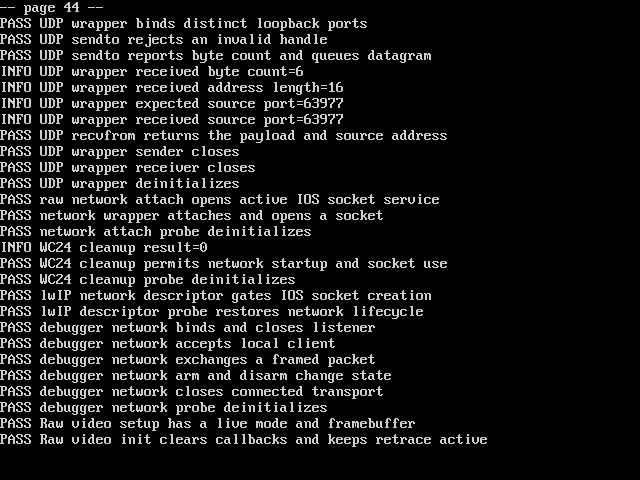 -- page 44 --
PASS UDP wrapper binds distinct loopback ports
PASS UDP sendto rejects an invalid handle
PASS UDP sendto reports byte count and queues datagram
INFO UDP wrapper received byte count=6
INFO UDP wrapper received address length=16
INFO UDP wrapper expected source port=63977
INFO UDP wrapper received source port=63977
PASS UDP recvfrom returns the payload and source address
PASS UDP wrapper sender closes
PASS UDP wrapper receiver closes
PASS UDP wrapper deinitializes
PASS raw network attach opens active IOS socket service
PASS network wrapper attaches and opens a socket
PASS network attach probe deinitializes
INFO WC24 cleanup result=0
PASS WC24 cleanup permits network startup and socket use
PASS WC24 cleanup probe deinitializes
PASS lwIP network descriptor gates IOS socket creation
PASS lwIP descriptor probe restores network lifecycle
PASS debugger network binds and closes listener
PASS debugger network accepts local client
PASS debugger network exchanges a framed packet
PASS debugger network arm and disarm change state
PASS debugger network closes connected transport
PASS debugger network probe deinitializes
PASS Raw video setup has a live mode and framebuffer
PASS Raw video init clears callbacks and keeps retrace active